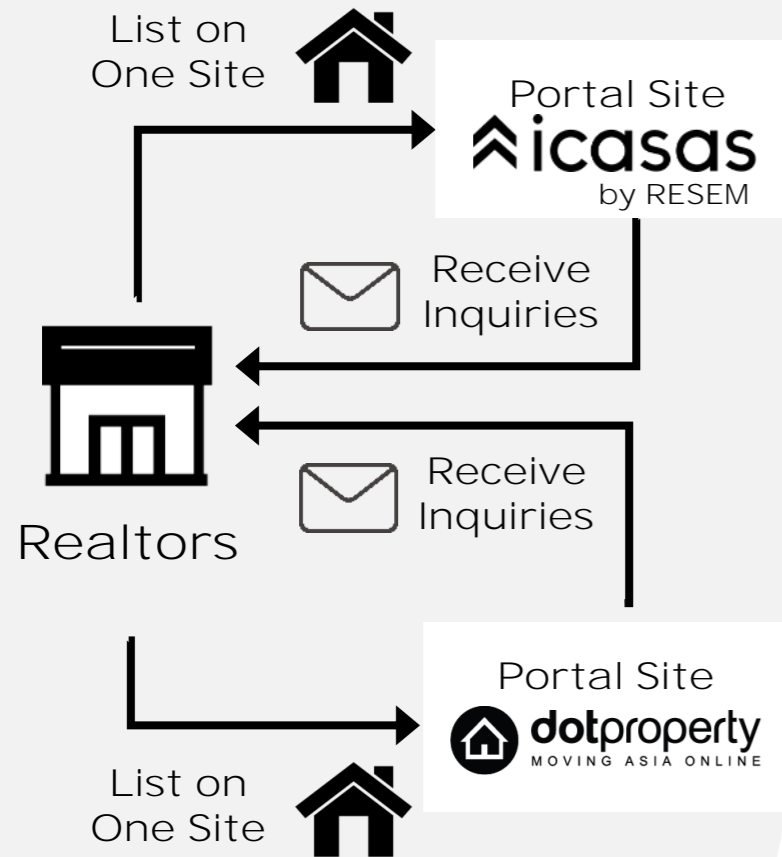 List on
One Site
Portal Site
icasas
by RESEM
Receive
Inquiries
Receive
Inquiries
Realtors
Portal Site
dotproperty
MOVING ASIA ONLINE
List on
One Site